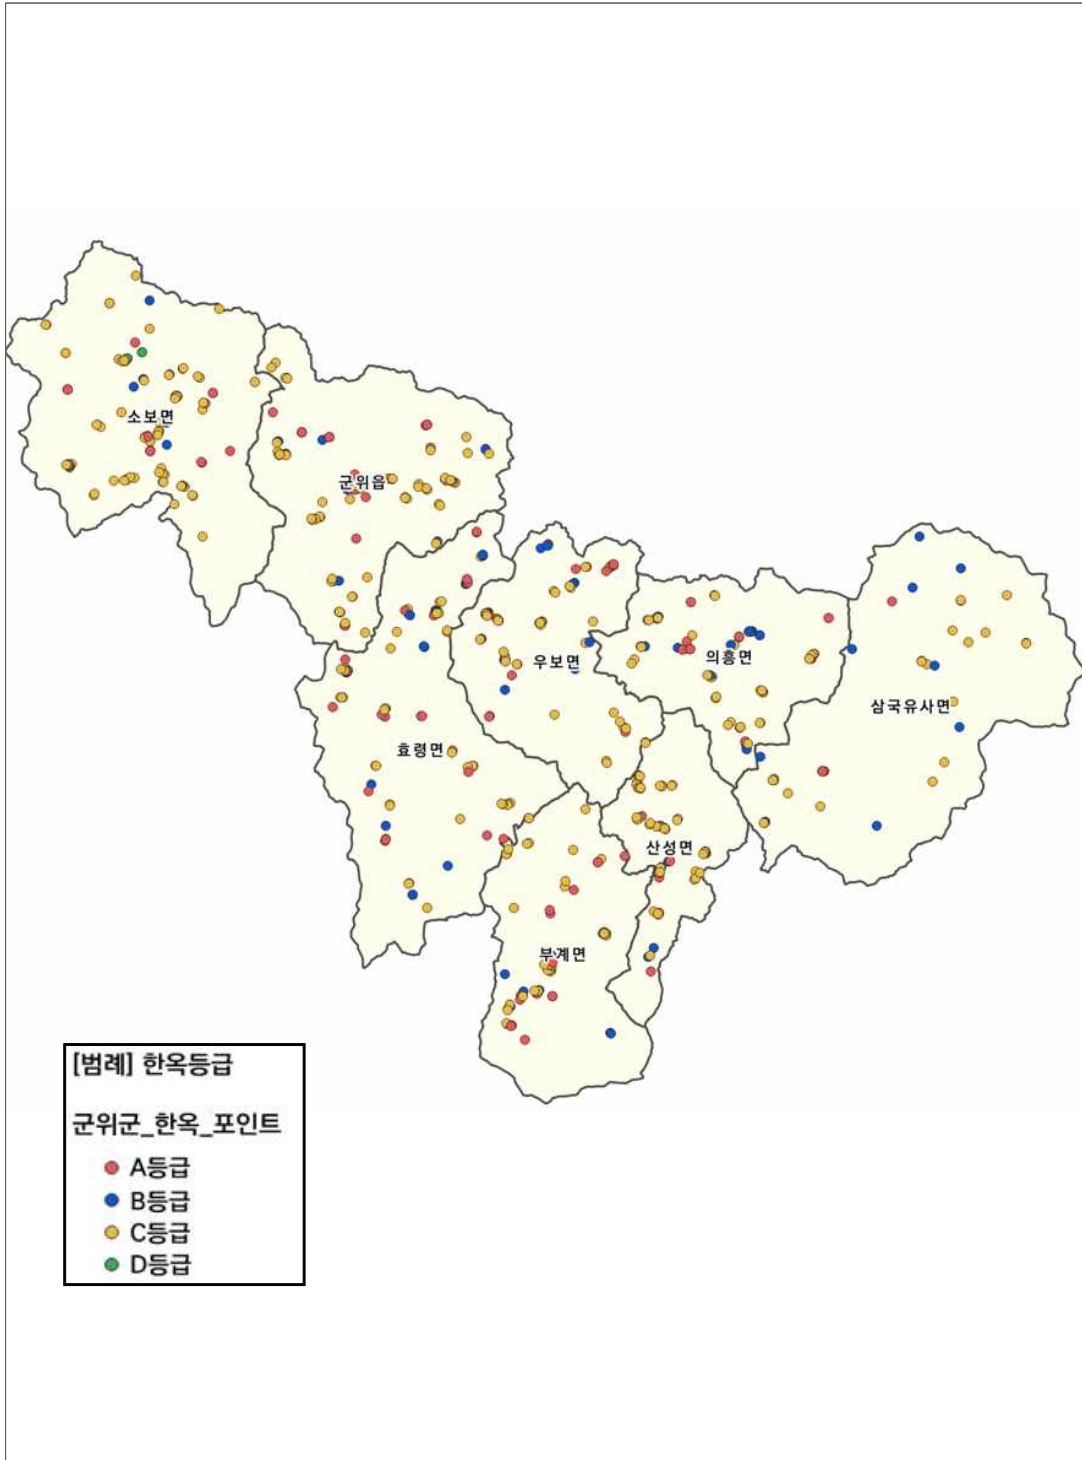 소보면
군위읍
우보면
의흥면
삼국유사면
효령면
산성면
부계면
[범례] 한옥등급
군위군_한옥_포인트
A등급
B등급
C등급
D등급